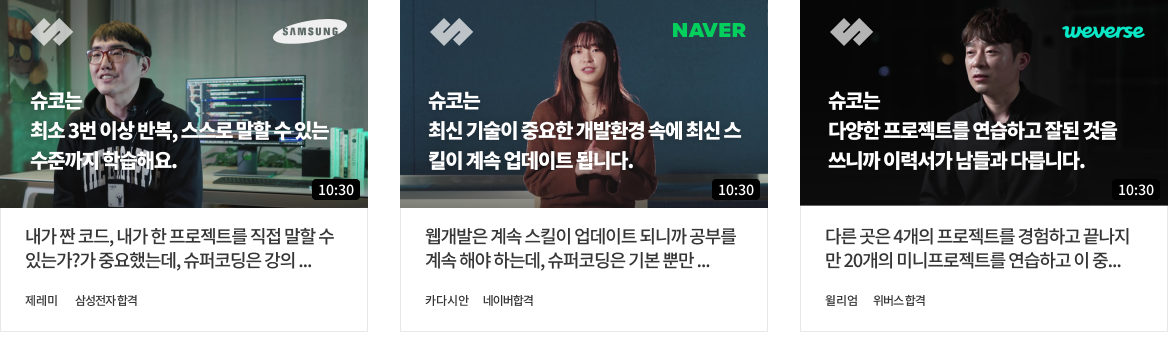 SAMSUNG
슈코는
최소 3번 이상 반복, 스스로 말할 수 있는
수준까지 학습해요.
10:30
내가 짠 코드, 내가 한 프로젝트를 직접 말할 수
있는가?가 중요했는데, 슈퍼코딩은 강의 ...
제레미 삼성전자 합격
NAVER
슈코는
최신 기술이 중요한 개발환경 속에 최신 스
킬이 계속 업데이트 됩니다.
10:30
웹개발은 계속 스킬이 업데이트 되니까 공부를
계속 해야 하는데, 슈퍼코딩은 기본 뿐만 ...
카다시안 네이버합격
weverse
슈코는
다양한 프로젝트를 연습하고 잘된 것을
쓰니까 이력서가 남들과 다릅니다.
10:30
다른 곳은 4개의 프로젝트를 경험하고 끝나지
만 20개의 미니프로젝트를 연습하고 이 중...
윌리엄 위버스 합격